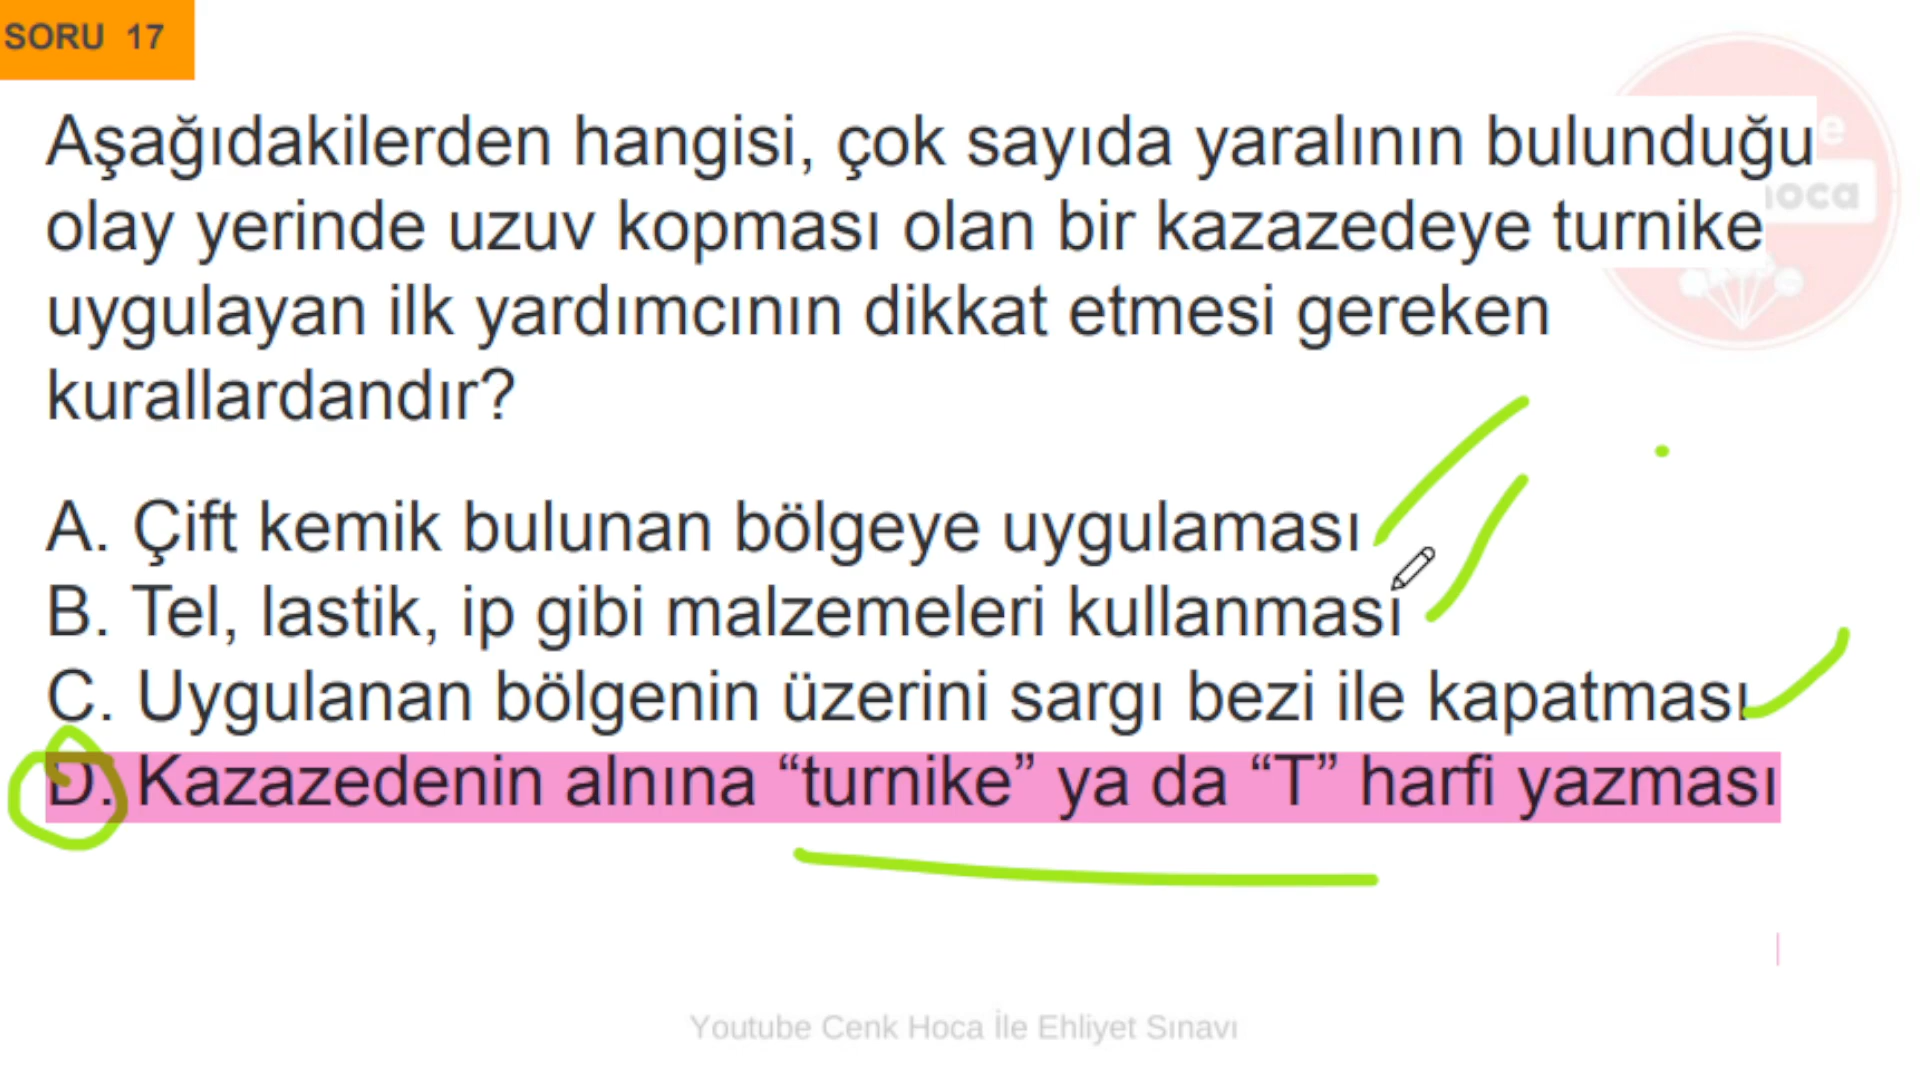 SORU 17
Aşağıdakilerden hangisi, çok sayıda yaralının bulunduğu
olay yerinde uzuv kopması olan bir kazazedeye turnike
uygulayan ilk yardımcının dikkat etmesi gereken
kurallardandır?
A. Çift kemik bulunan bölgeye uygulaması
B. Tel, lastik, ip gibi malzemeleri kullanması
C. Uygulanan bölgenin üzerini sargı bezi ile kapatması
D. Kazazedenin alnına “turnike” ya da “T” harfi yazması
Youtube Cenk Hoca İle Ehliyet Sınavı